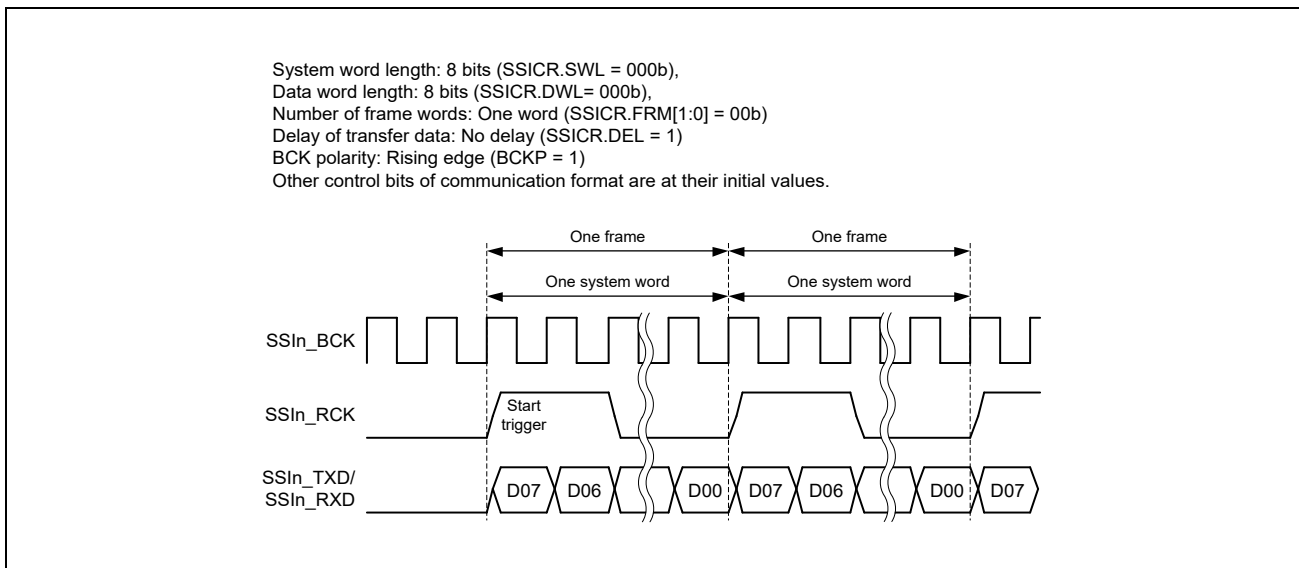 System word length: 8 bits (SSICR.SWL = 000b),
Data word length: 8 bits (SSICR.DWL= 000b),
Number of frame words: One word (SSICR.FRM[1:0] = 00b)
Delay of transfer data: No delay (SSICR.DEL = 1)
BCK polarity: Rising edge (BCKP = 1)
Other control bits of communication format are at their initial values.
One frame One frame
One system word One system word
SSIn_BCK
SSIn_RCK
Start
trigger
SSIn_TXD/
SSIn_RXD
D07 D06 D00 D07 D06 D00 D07